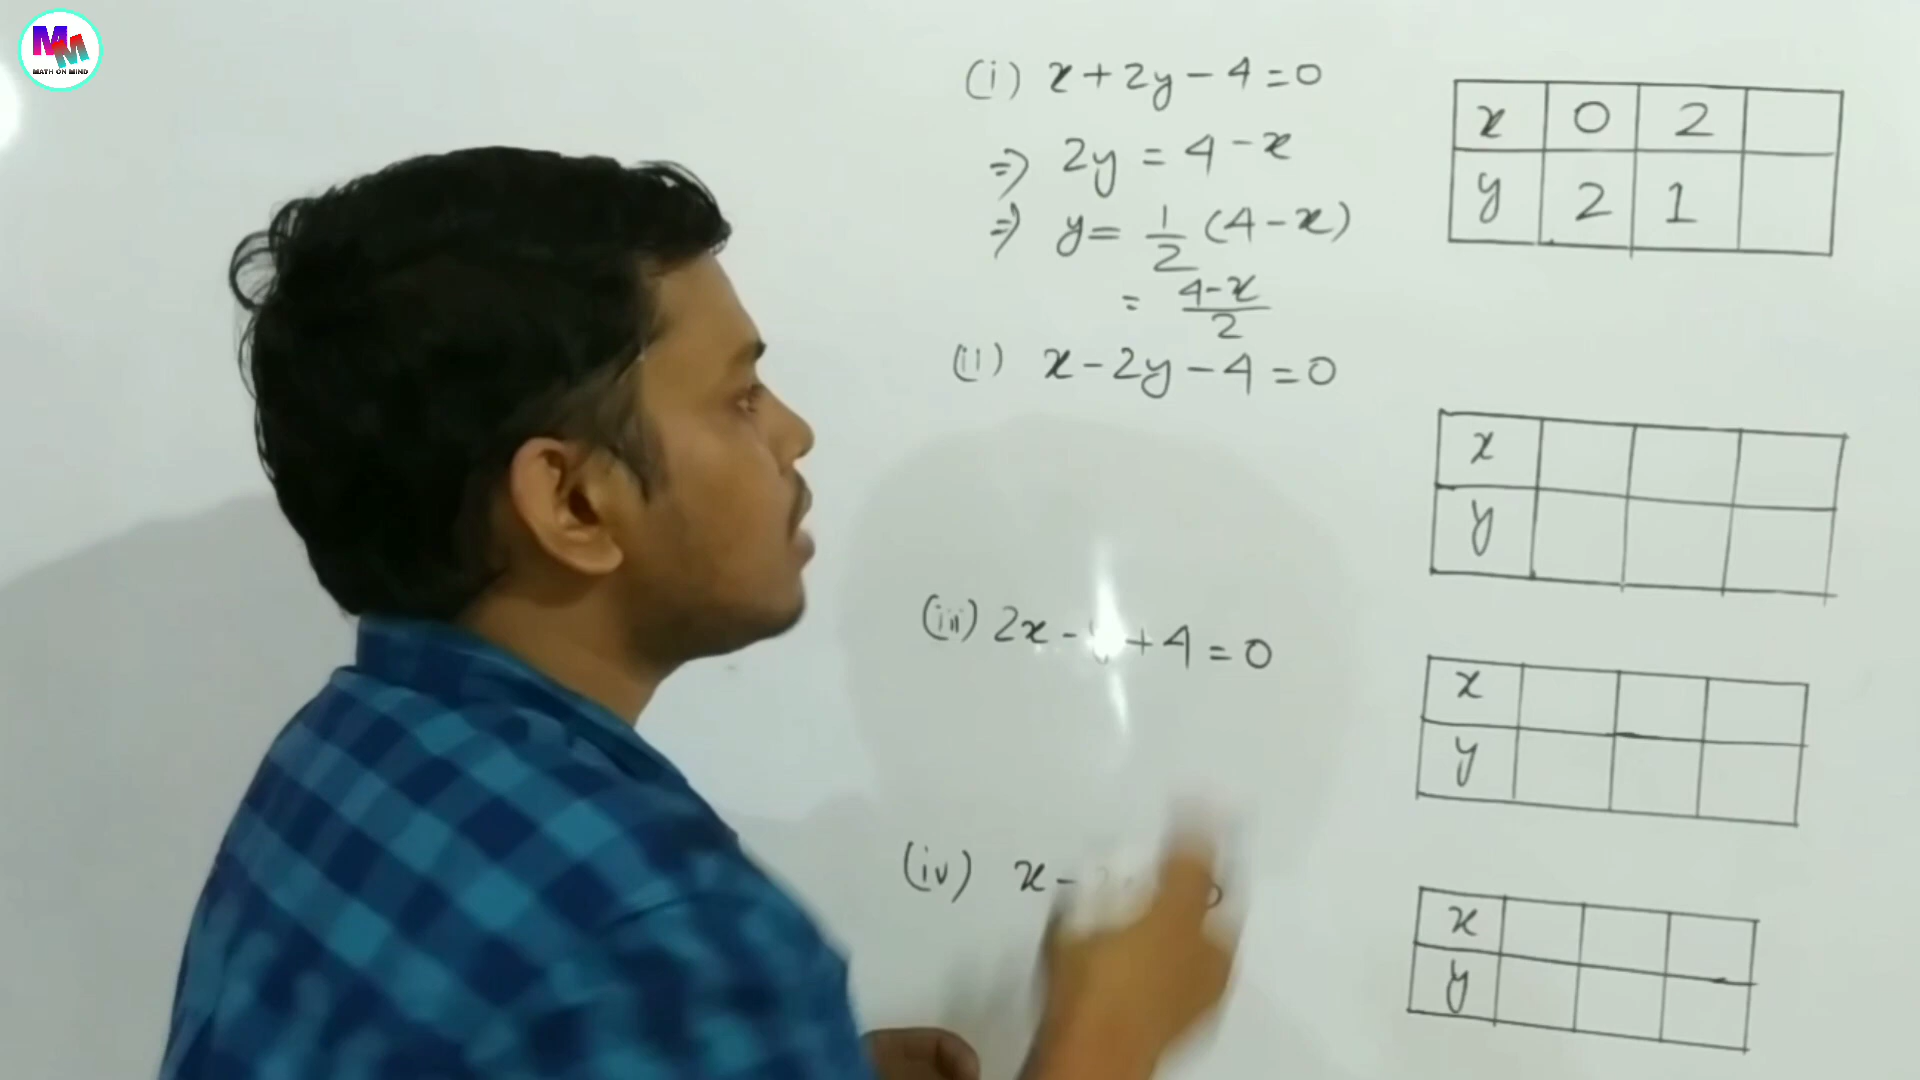 MM
MATH ON MIND
(i) x + 2y - 4 = 0
⇒ 2y = 4 - x
⇒ y = 1/2 (4 - x)
= 4-x/2
x 0 2
y 2 1
(ii) x - 2y - 4 = 0
x
y
(iii) 2x - + 4 = 0
x
y
(iv) x -
x
y